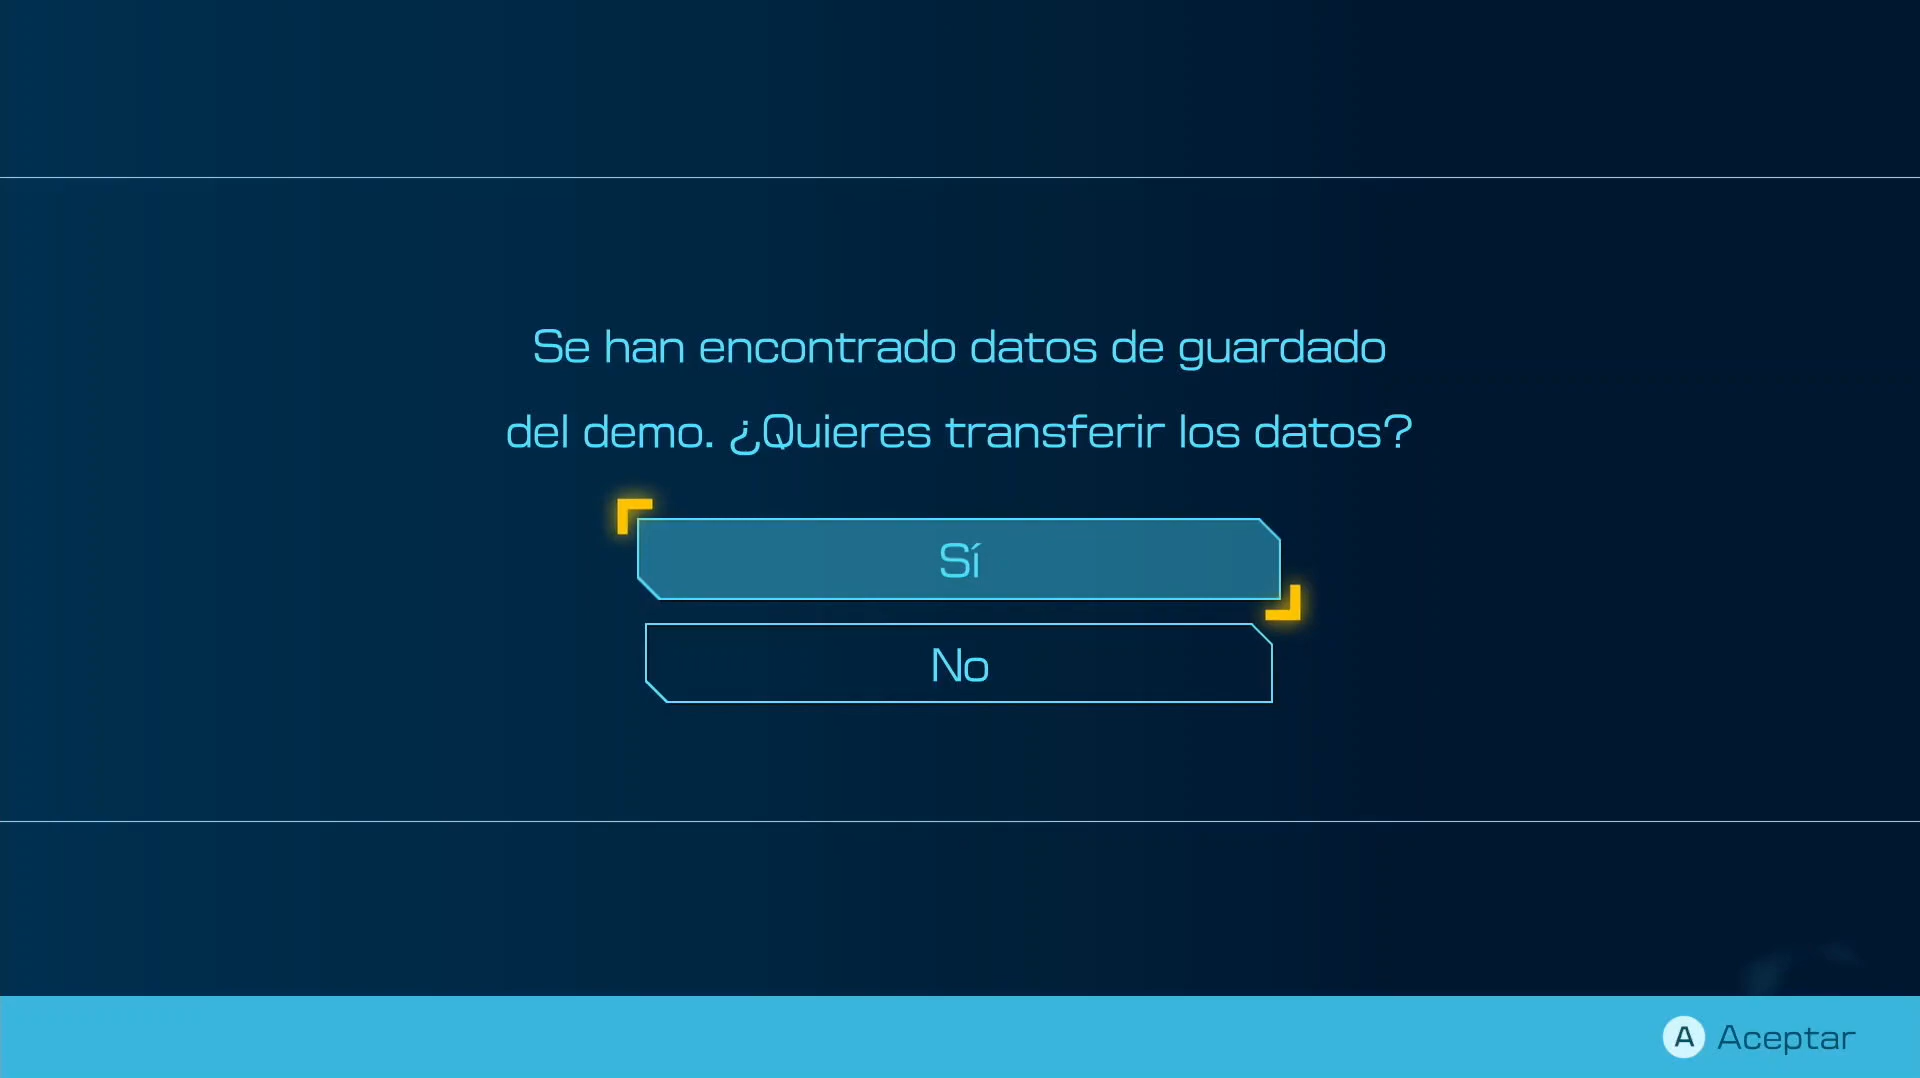 Se han encontrado datos de guardado
del demo. ¿Quieres transferir los datos?
Sí
No
A Aceptar